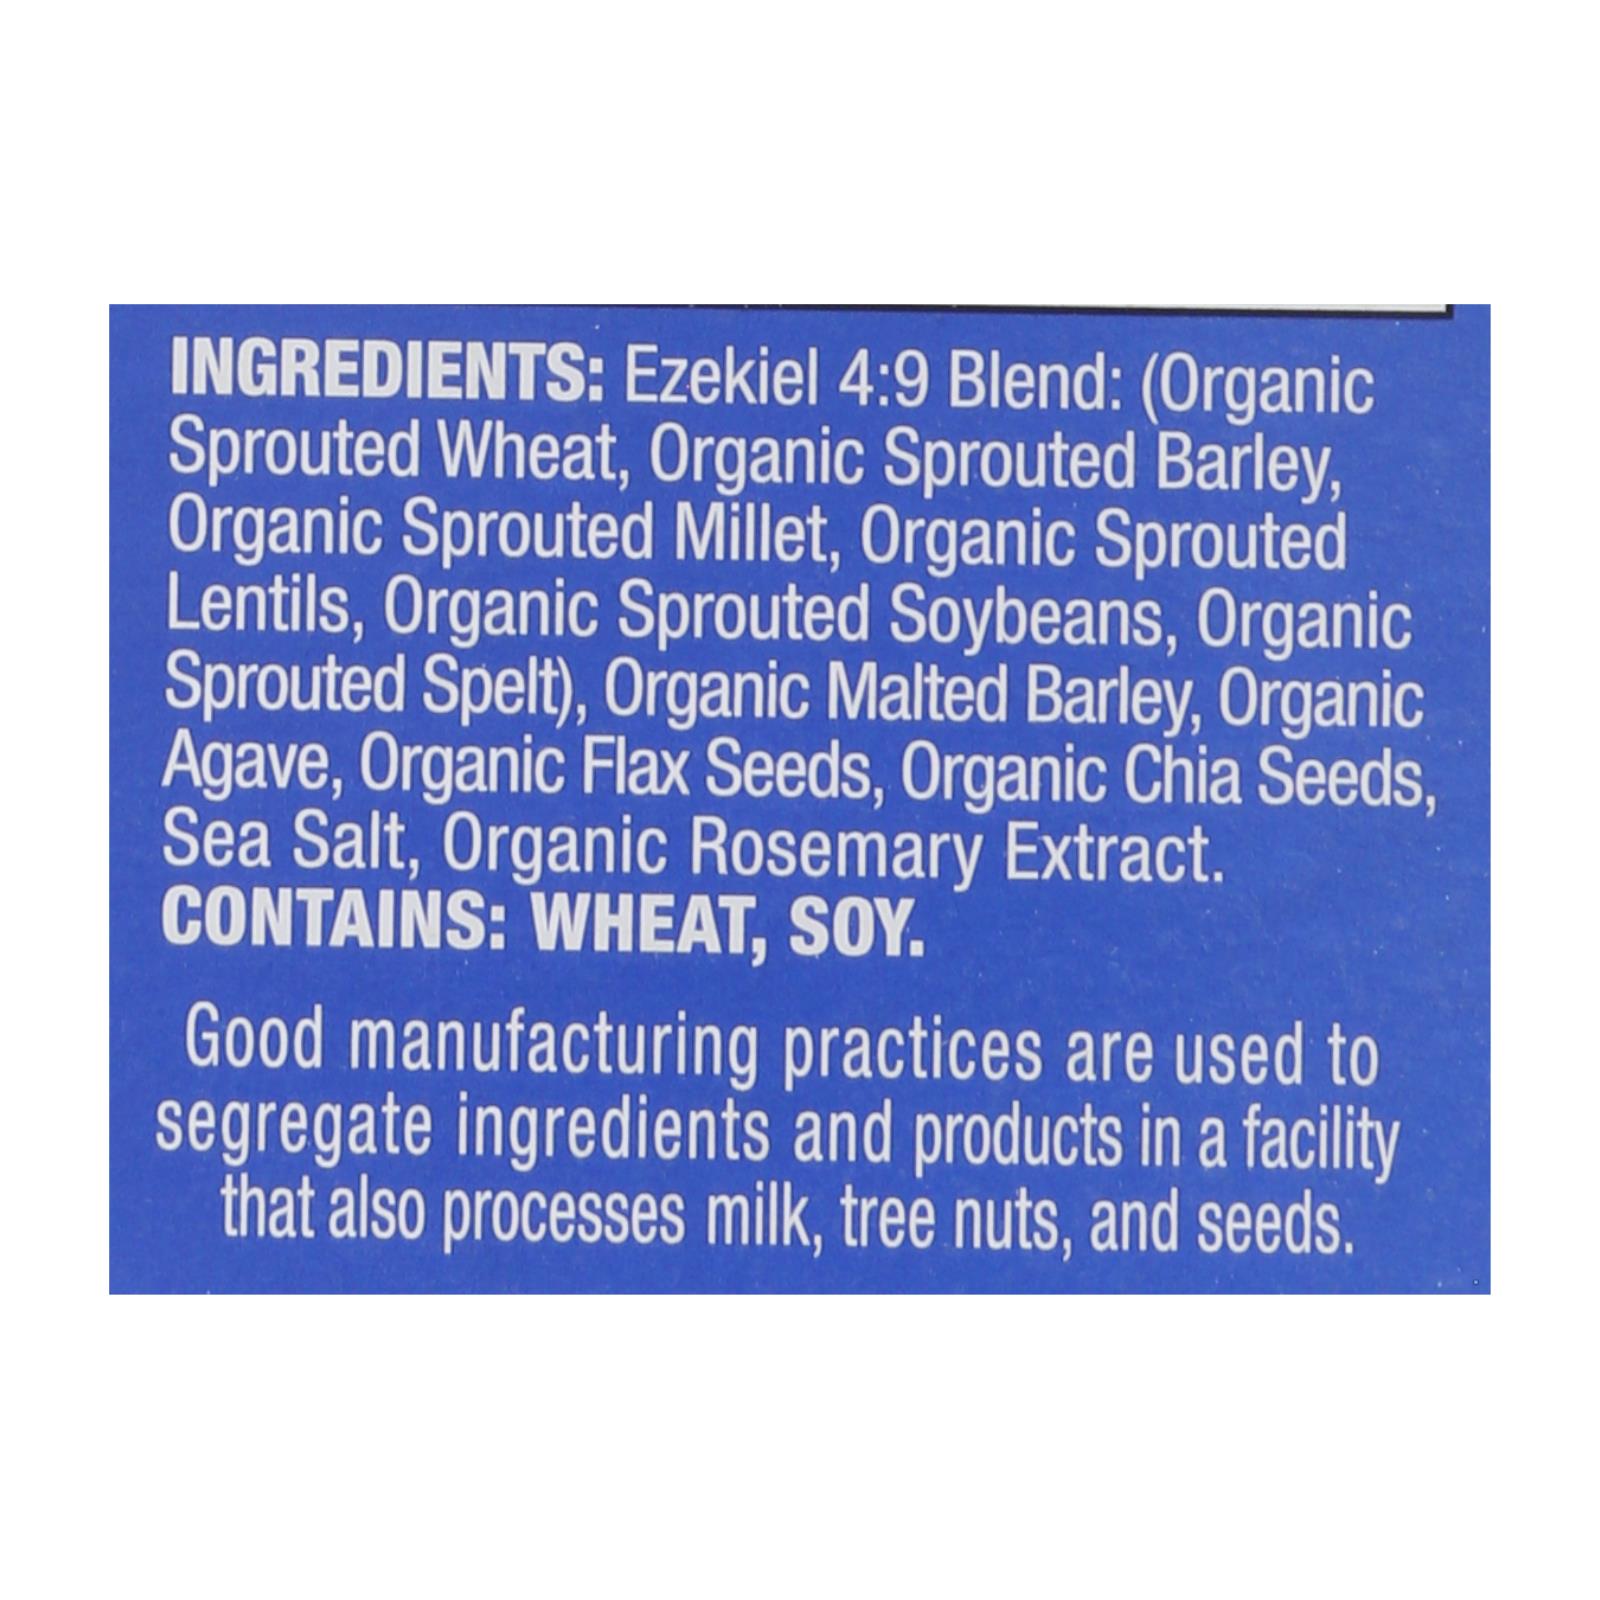 INGREDIENTS: Ezekiel 4:9 Blend: (Organic
Sprouted Wheat, Organic Sprouted Barley,
Organic Sprouted Millet, Organic Sprouted
Lentils, Organic Sprouted Soybeans, Organic
Sprouted Spelt), Organic Malted Barley, Organic
Agave, Organic Flax Seeds, Organic Chia Seeds,
Sea Salt, Organic Rosemary Extract.
CONTAINS: WHEAT, SOY.
Good manufacturing practices are used to
segregate ingredients and products in a facility
that also processes milk, tree nuts, and seeds.